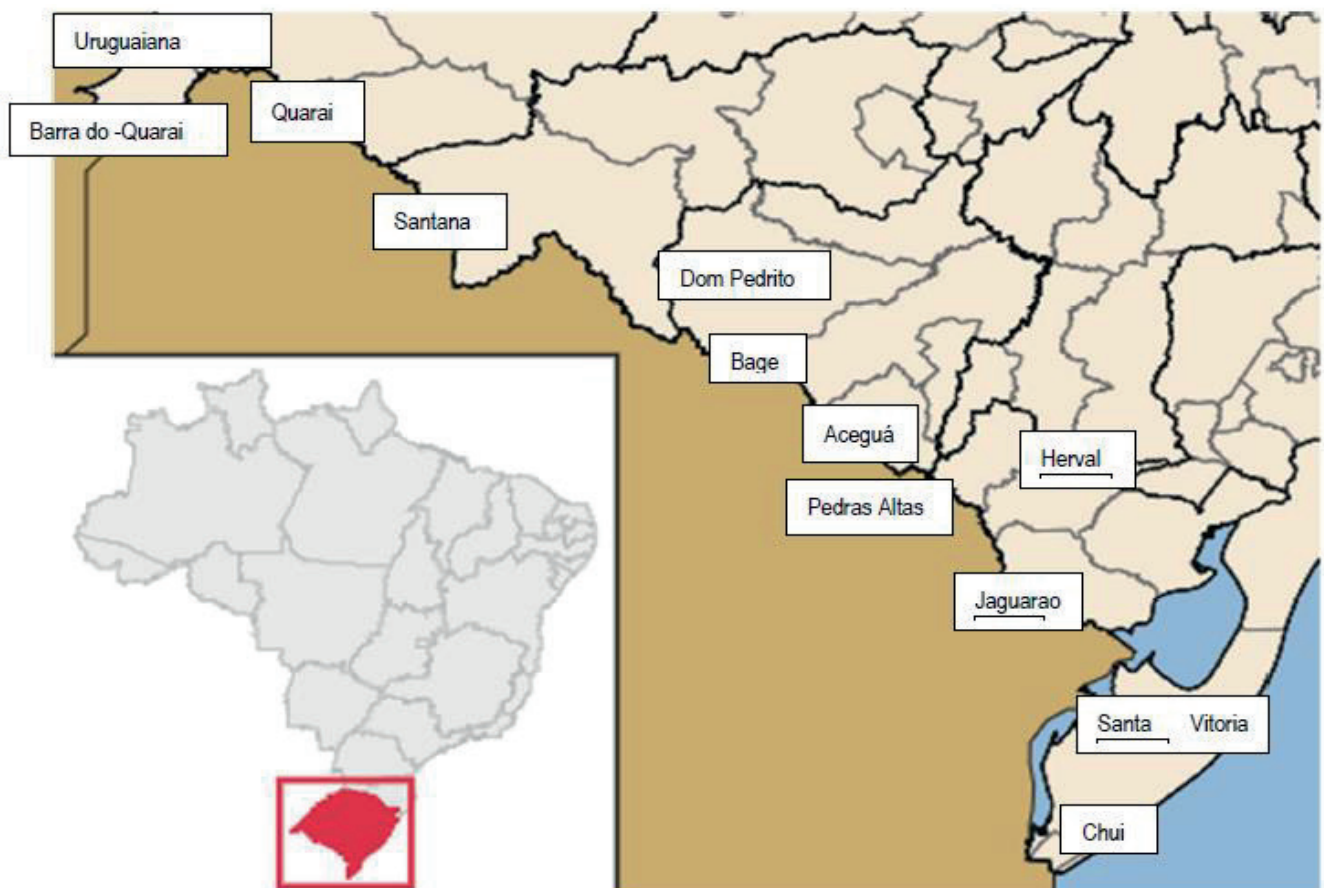 Uruguaiana
Quarai
Barra do -Quarai
Santana
Dom Pedrito
Bage
Aceguá
Herval
Pedras Altas
Jaguarao
Santa Vitoria
Chui